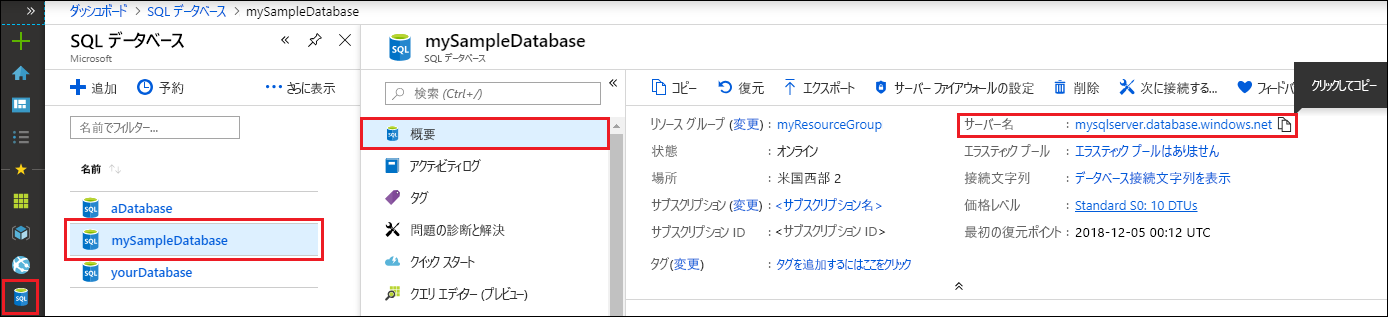 ダッシュボード > SQL データベース > mySampleDatabase
SQL データベース
Microsoft
追加 予約 ••• さらに表示
名前でフィルター...
名前 ↑↓
aDatabase
mySampleDatabase
yourDatabase
SQL
mySampleDatabase
SQL データベース
検索 (Ctrl+/)
概要
アクティビティログ
タグ
問題の診断と解決
クイック スタート
クエリ エディター (プレビュー)
コピー 復元 エクスポート サーバー ファイアウォールの設定 削除 次に接続する... フィードバ
クリックしてコピー
リソース グループ (変更) : myResourceGroup
状態 : オンライン
場所 : 米国西部 2
サブスクリプション (変更) : <サブスクリプション名>
サブスクリプション ID : <サブスクリプション ID>
タグ(変更) : タグを追加するにはここをクリック
サーバー名 : mysqlserver.database.windows.net
エラスティック プール : エラスティック プールはありません
接続文字列 : データベース接続文字列を表示
価格レベル : Standard S0: 10 DTUs
最初の復元ポイント : 2018-12-05 00:12 UTC